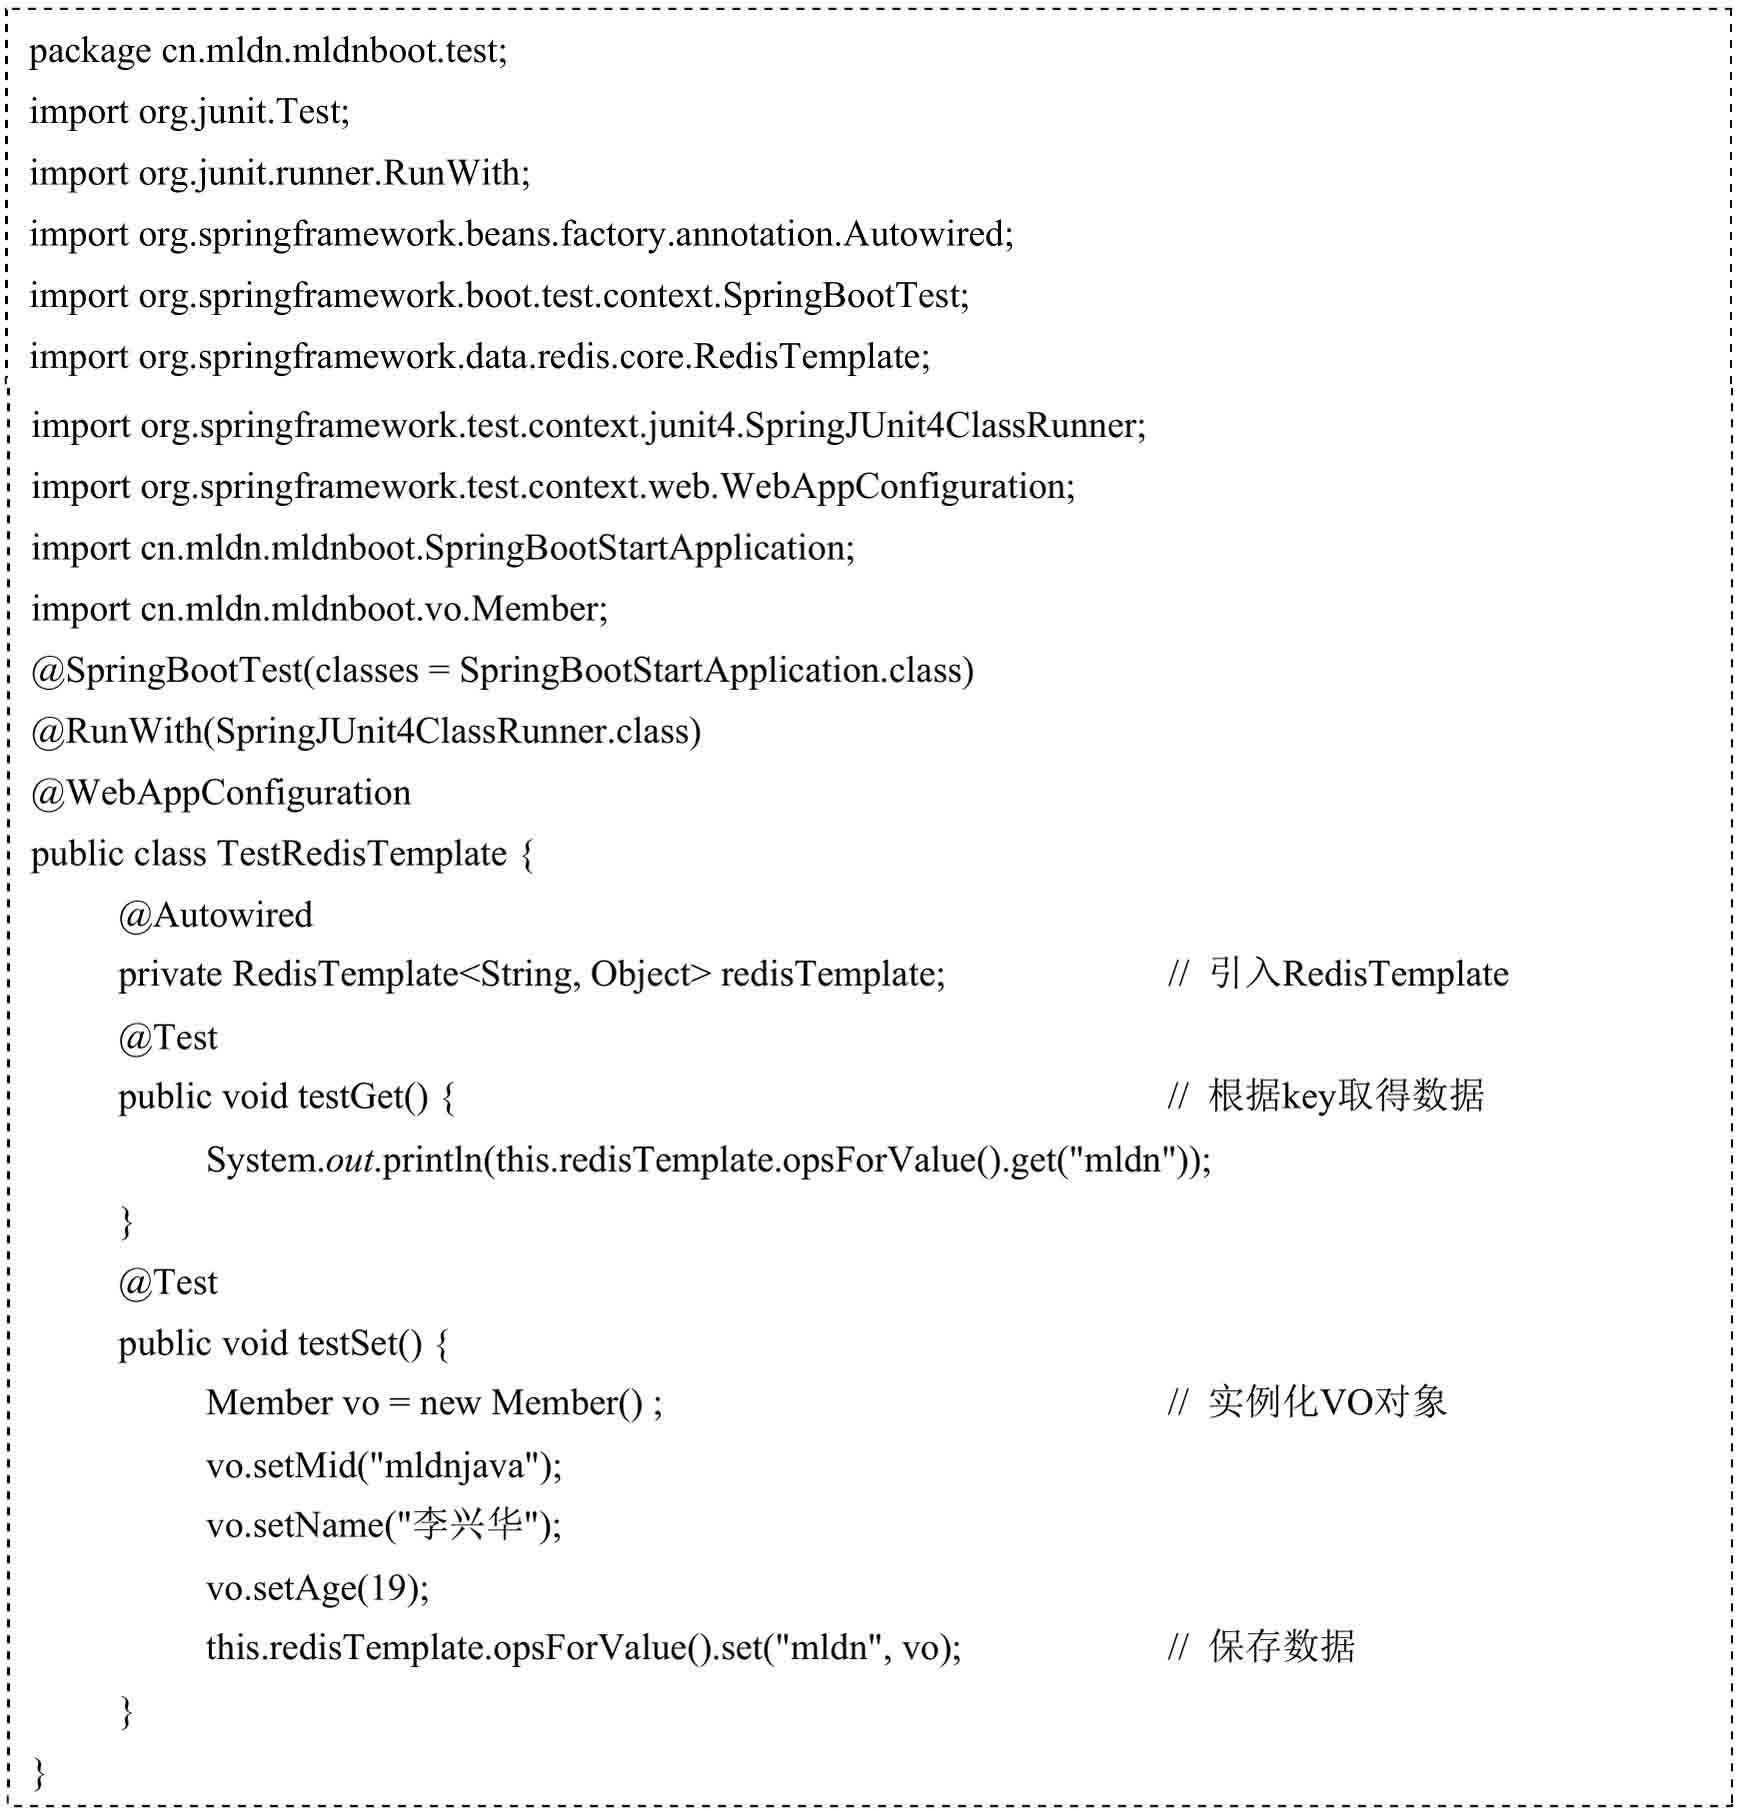 package cn.mldn.mldnboot.test;
import org.junit.Test;
import org.junit.runner.RunWith;
import org.springframework.beans.factory.annotation.Autowired;
import org.springframework.boot.test.context.SpringBootTest;
import org.springframework.data.redis.core.RedisTemplate;
import org.springframework.test.context.junit4.SpringJUnit4ClassRunner;
import org.springframework.test.context.web.WebAppConfiguration;
import cn.mldn.mldnboot.SpringBootStartApplication;
import cn.mldn.mldnboot.vo.Member;
@SpringBootTest(classes = SpringBootStartApplication.class)
@RunWith(SpringJUnit4ClassRunner.class)
@WebAppConfiguration
public class TestRedisTemplate {
@Autowired
private RedisTemplate<String, Object> redisTemplate; // 引入RedisTemplate
@Test
public void testGet() { // 根据key取得数据
System.out.println(this.redisTemplate.opsForValue().get("mldn"));
}
@Test
public void testSet() {
Member vo = new Member() ; // 实例化VO对象
vo.setMid("mldnjava");
vo.setName("李兴华");
vo.setAge(19);
this.redisTemplate.opsForValue().set("mldn", vo); // 保存数据
}
}